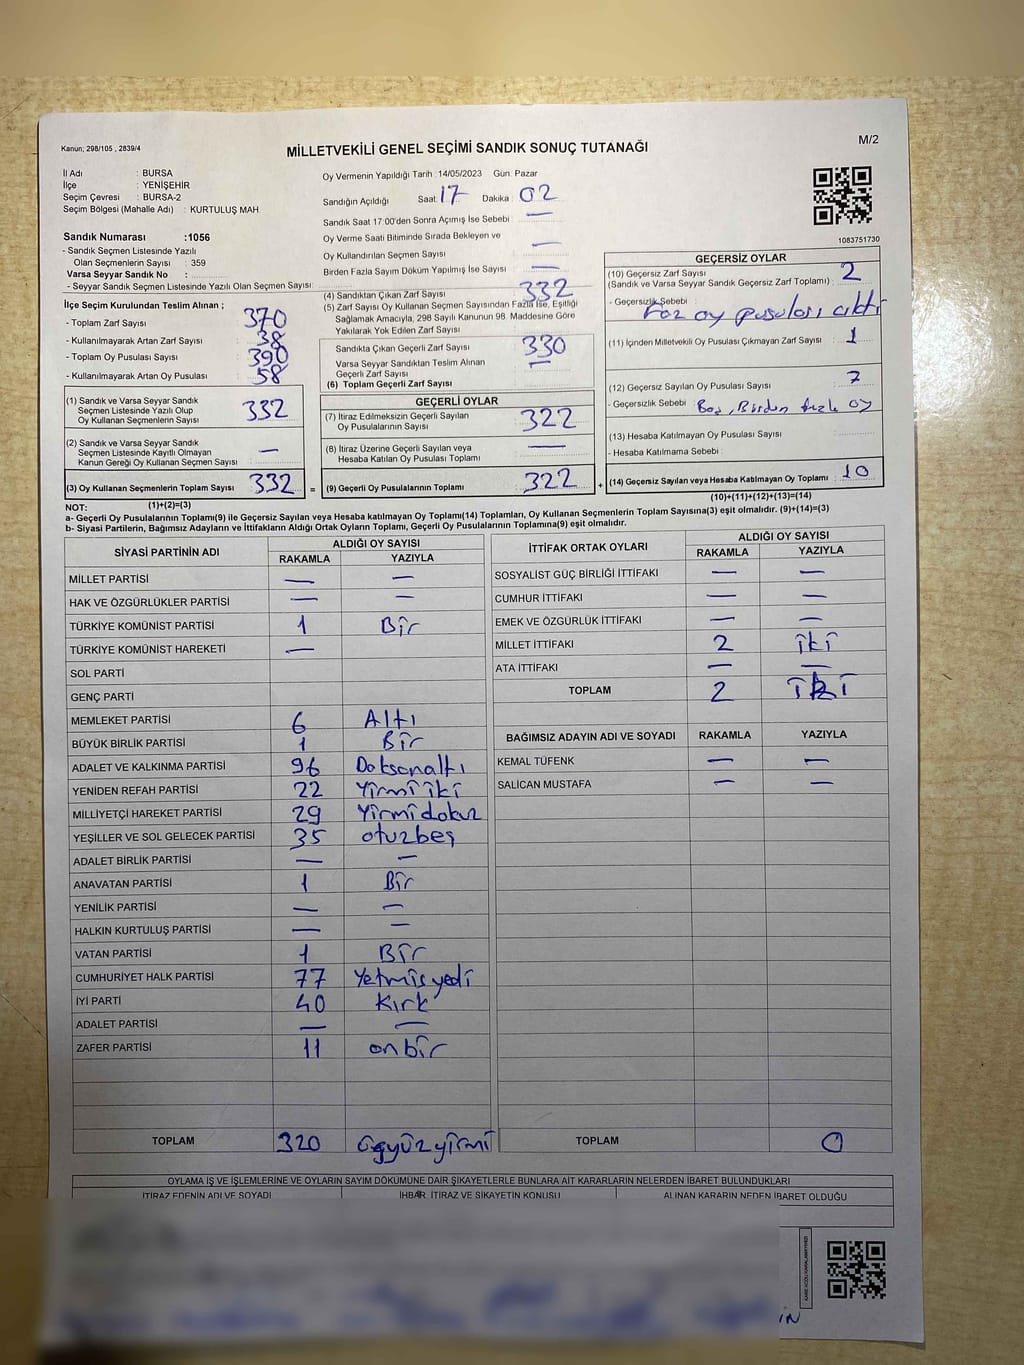 Kanun; 298/105 , 2839/4
M/2
MİLLETVEKİLİ GENEL SEÇİMİ SANDIK SONUÇ TUTANAĞI
İl Adı : BURSA
İlçe : YENİŞEHİR
Seçim Çevresi : BURSA-2
Seçim Bölgesi (Mahalle Adı) : KURTULUŞ MAH
Sandık Numarası :1056
- Sandık Seçmen Listesinde Yazılı
Olan Seçmenlerin Sayısı : 359
Varsa Seyyar Sandık No :
- Seyyar Sandık Seçmen Listesinde Yazılı Olan Seçmen Sayısı:
İlçe Seçim Kurulundan Teslim Alınan ;
- Toplam Zarf Sayısı : 370
- Kullanılmayarak Artan Zarf Sayısı : 38
- Toplam Oy Pusulası Sayısı : 390
- Kullanılmayarak Artan Oy Pusulası : 58
(1) Sandık ve Varsa Seyyar Sandık
Seçmen Listesinde Yazılı Olup
Oy Kullanan Seçmenlerin Sayısı : 332
(2) Sandık ve Varsa Seyyar Sandık
Seçmen Listesinde Kayıtlı Olmayan
Kanun Gereği Oy Kullanan Seçmen Sayısı : —
(3) Oy Kullanan Seçmenlerin Toplam Sayısı : 332 =
(1)+(2)=(3)
Oy Vermenin Yapıldığı Tarih :14/05/2023 Gün: Pazar
Sandığın Açıldığı Saat: 17 Dakika : 02
Sandık Saat 17:00'den Sonra Açımış İse Sebebi : —
Oy Verme Saati Bitiminde Sırada Bekleyen ve
Oy Kullandırılan Seçmen Sayısı : —
Birden Fazla Sayım Döküm Yapılmış İse Sayısı : —
(4) Sandıktan Çıkan Zarf Sayısı : 332
(5) Zarf Sayısı Oy Kullanan Seçmen Sayısından Fazla İse, Eşitliği
Sağlamak Amacıyla, 298 Sayılı Kanunun 98. Maddesine Göre
Yakılarak Yok Edilen Zarf Sayısı :
Sandıkta Çıkan Geçerli Zarf Sayısı : 330
Varsa Seyyar Sandıktan Teslim Alınan
Geçerli Zarf Sayısı : —
(6) Toplam Geçerli Zarf Sayısı :
GEÇERLİ OYLAR
(7) İtiraz Edilmeksizin Geçerli Sayılan
Oy Pusulalarının Sayısı : 322
(8) İtiraz Üzerine Geçerli Sayılan veya
Hesaba Katılan Oy Pusulası Toplamı : —
(9) Geçerli Oy Pusulalarının Toplamı : 322 +
1083751730
GEÇERSİZ OYLAR
(10) Geçersiz Zarf Sayısı
(Sandık ve Varsa Seyyar Sandık Geçersiz Zarf Toplamı) : 2
- Geçersizlik Sebebi : oy pusulası çıktı
(11) İçinden Milletvekili Oy Pusulası Çıkmayan Zarf Sayısı : 1
(12) Geçersiz Sayılan Oy Pusulası Sayısı : 7
- Geçersizlik Sebebi : Boş, Birden fazla oy
(13) Hesaba Katılmayan Oy Pusulası Sayısı :
- Hesaba Katılmama Sebebi :
(14) Geçersiz Sayılan veya Hesaba Katılmayan Oy Toplamı : 10
(10)+(11)+(12)+(13)=(14)
NOT:
a- Geçerli Oy Pusulalarının Toplamı(9) ile Geçersiz Sayılan veya Hesaba katılmayan Oy Toplamı(14) Toplamları, Oy Kullanan Seçmenlerin Toplam Sayısına(3) eşit olmalıdır. (9)+(14)=(3)
b- Siyasi Partilerin, Bağımsız Adayların ve İttifakların Aldığı Ortak Oyların Toplamı, Geçerli Oy Pusulalarının Toplamına(9) eşit olmalıdır.
SİYASİ PARTİNİN ADI ALDIĞI OY SAYISI
RAKAMLA YAZIYLA
MİLLET PARTİSİ — —
HAK VE ÖZGÜRLÜKLER PARTİSİ — —
TÜRKİYE KOMÜNİST PARTİSİ 1 Bir
TÜRKİYE KOMÜNİST HAREKETİ —
SOL PARTİ
GENÇ PARTİ
MEMLEKET PARTİSİ 6 Altı
BÜYÜK BİRLİK PARTİSİ 1 Bir
ADALET VE KALKINMA PARTİSİ 96 Doksanaltı
YENİDEN REFAH PARTİSİ 22 Yirmiiki
MİLLİYETÇİ HAREKET PARTİSİ 29 Yirmidokuz
YEŞİLLER VE SOL GELECEK PARTİSİ 35 otuzbeş
ADALET BİRLİK PARTİSİ — —
ANAVATAN PARTİSİ 1 Bir
YENİLİK PARTİSİ — —
HALKIN KURTULUŞ PARTİSİ — —
VATAN PARTİSİ 1 Bir
CUMHURİYET HALK PARTİSİ 77 Yetmişyedi
İYİ PARTİ 40 Kırk
ADALET PARTİSİ — —
ZAFER PARTİSİ 11 onbir
TOPLAM 320 üçyüzyirmi
İTTİFAK ORTAK OYLARI ALDIĞI OY SAYISI
RAKAMLA YAZIYLA
SOSYALİST GÜÇ BİRLİĞİ İTTİFAKI — —
CUMHUR İTTİFAKI — —
EMEK VE ÖZGÜRLÜK İTTİFAKI — —
MİLLET İTTİFAKI 2 iki
ATA İTTİFAKI — —
TOPLAM 2 iki
BAĞIMSIZ ADAYIN ADI VE SOYADI RAKAMLA YAZIYLA
KEMAL TÜFENK — —
SALİCAN MUSTAFA — —
TOPLAM 0
OYLAMA İŞ VE İŞLEMLERİNE VE OYLARIN SAYIM DÖKÜMÜNE DAİR ŞİKAYETLERLE BUNLARA AİT KARARLARIN NELERDEN İBARET BULUNDUKLARI
İTİRAZ EDENİN ADI VE SOYADI İHBAR, İTİRAZ VE ŞİKAYETİN KONUSU ALINAN KARARIN NEDEN İBARET OLDUĞU